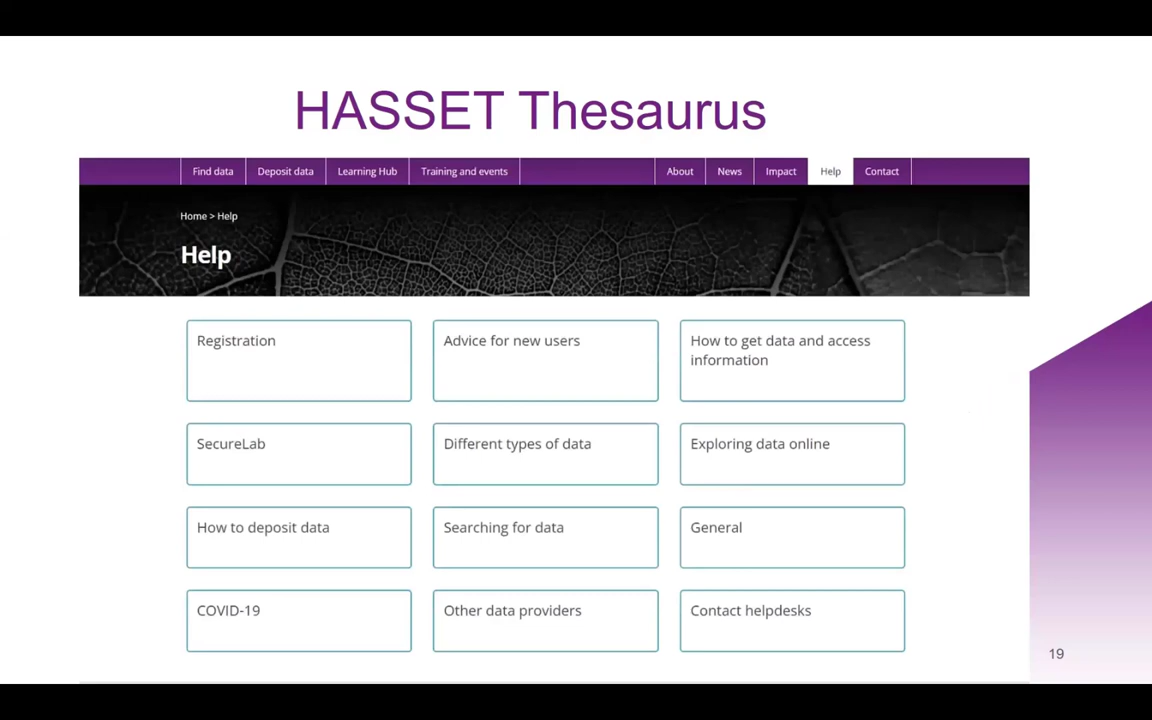 HASSET Thesaurus
Find data
Deposit data
Learning Hub
Training and events
About
News
Impact
Help
Contact
Home > Help
Help
Registration
Advice for new users
How to get data and access
information
SecureLab
Different types of data
Exploring data online
How to deposit data
Searching for data
General
COVID-19
Other data providers
Contact helpdesks
19